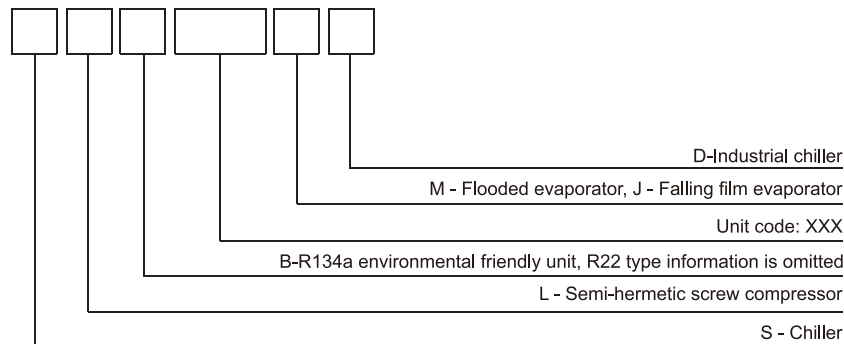 D-Industrial chiller
M - Flooded evaporator, J - Falling film evaporator
Unit code: XXX
B-R134a environmental friendly unit, R22 type information is omitted
L - Semi-hermetic screw compressor
S - Chiller